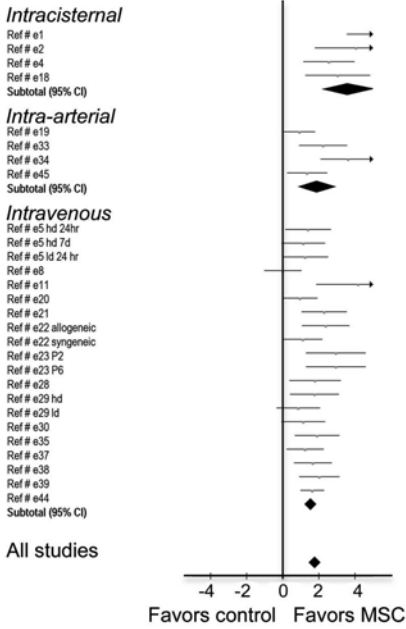 Intracisternal
Ref # e1
Ref # e2
Ref # e4
Ref # e18
Subtotal (95% CI)
Intra-arterial
Ref # e19
Ref # e33
Ref # e34
Ref # e45
Subtotal (95% CI)
Intravenous
Ref # e5 hd 24hr
Ref # e5 hd 7d
Ref # e5 ld 24 hr
Ref # e8
Ref # e11
Ref # e20
Ref # e21
Ref # e22 allogeneic
Ref # e22 syngeneic
Ref # e23 P2
Ref # e23 P6
Ref # e28
Ref # e29 hd
Ref # e29 ld
Ref # e30
Ref # e35
Ref # e37
Ref # e38
Ref # e39
Ref # e44
Subtotal (95% CI)
All studies
-4 -2 0 2 4
Favors control Favors MSC